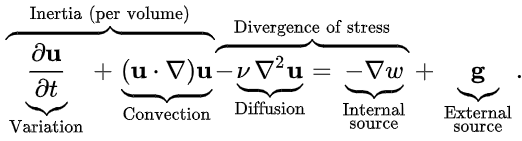 Inertia (per volume)
Divergence of stress
∂u/∂t + (u · ∇)u − ν ∇²u = −∇w + g .
Variation
Convection
Diffusion
Internal source
External source